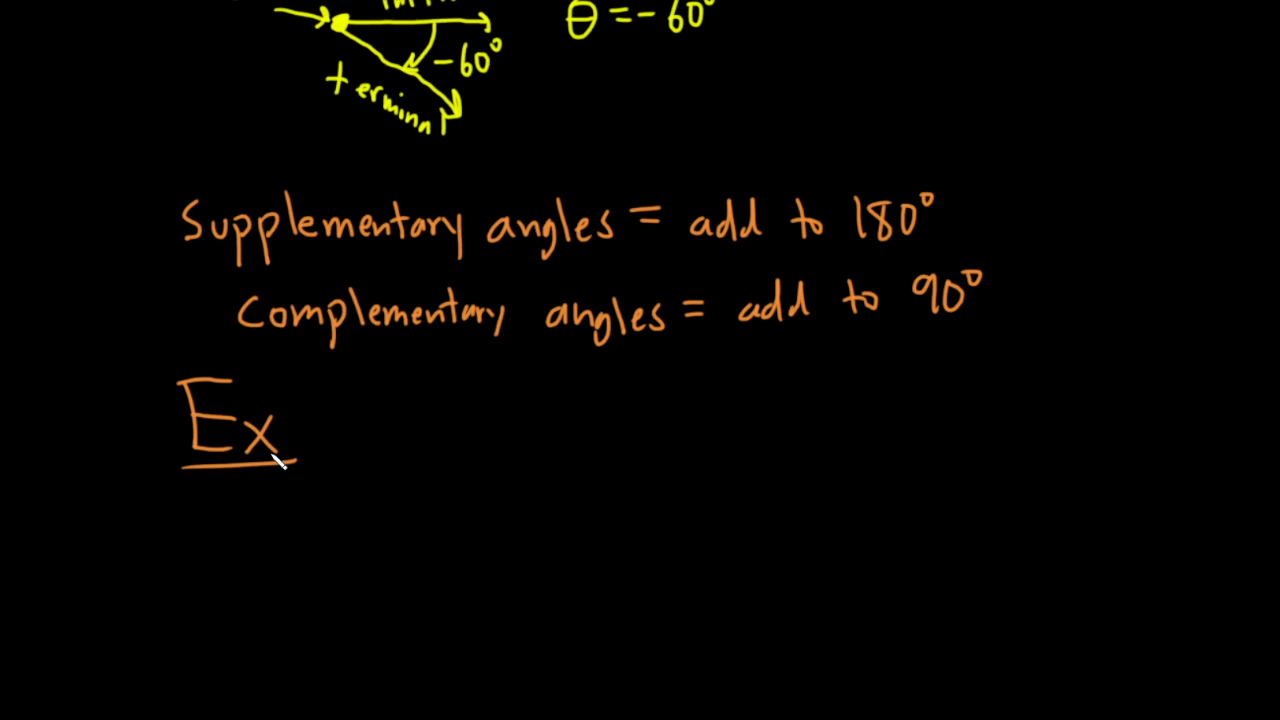 θ = - 60°
- 60°
terminal
Supplementary angles = add to 180°
Complementary angles = add to 90°
Ex